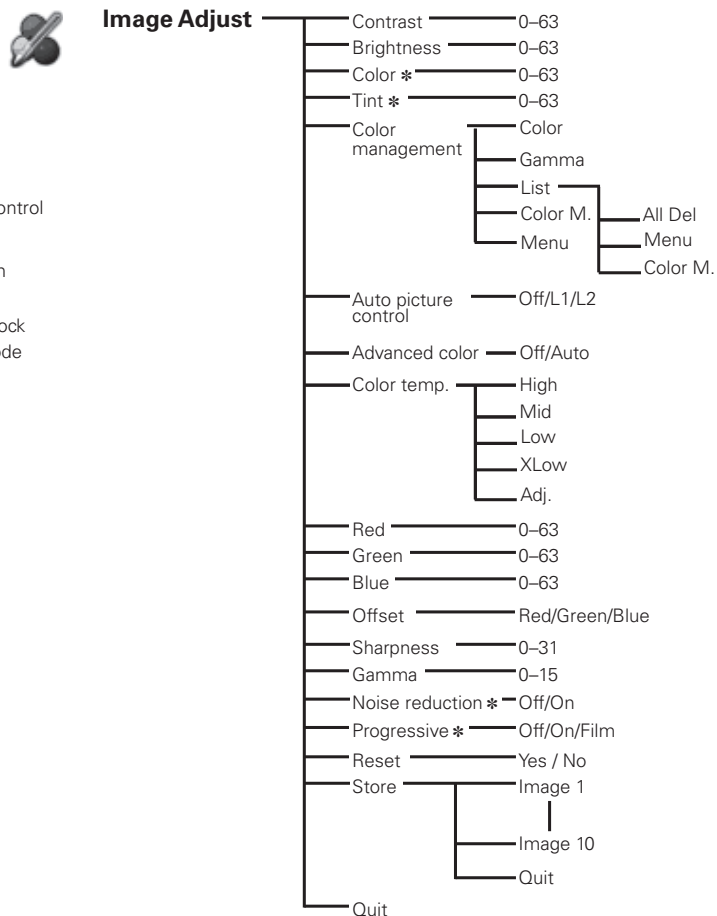 Image Adjust
Contrast 0–63
Brightness 0–63
Color * 0–63
Tint * 0–63
Color management
Color
Gamma
List
Color M.
Menu
All Del
Menu
Color M.
Auto picture control Off/L1/L2
Advanced color Off/Auto
Color temp. High
Mid
Low
XLow
Adj.
Red 0–63
Green 0–63
Blue 0–63
Offset Red/Green/Blue
Sharpness 0–31
Gamma 0–15
Noise reduction * Off/On
Progressive * Off/On/Film
Reset Yes / No
Store Image 1
Image 10
Quit
Quit